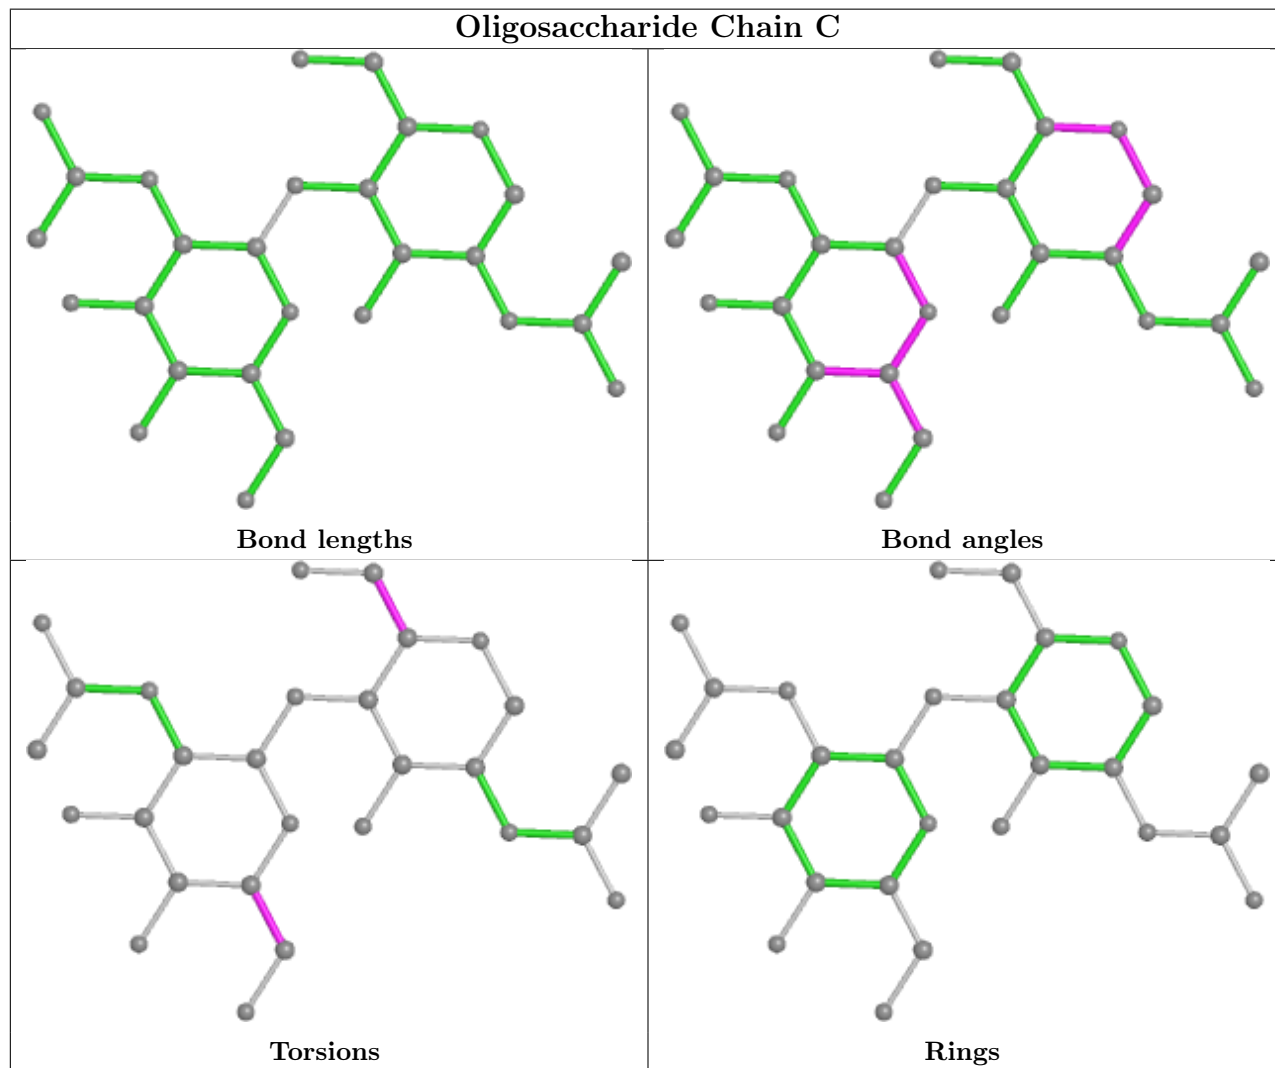 Oligosaccharide Chain C
Bond lengths
Bond angles
Torsions
Rings